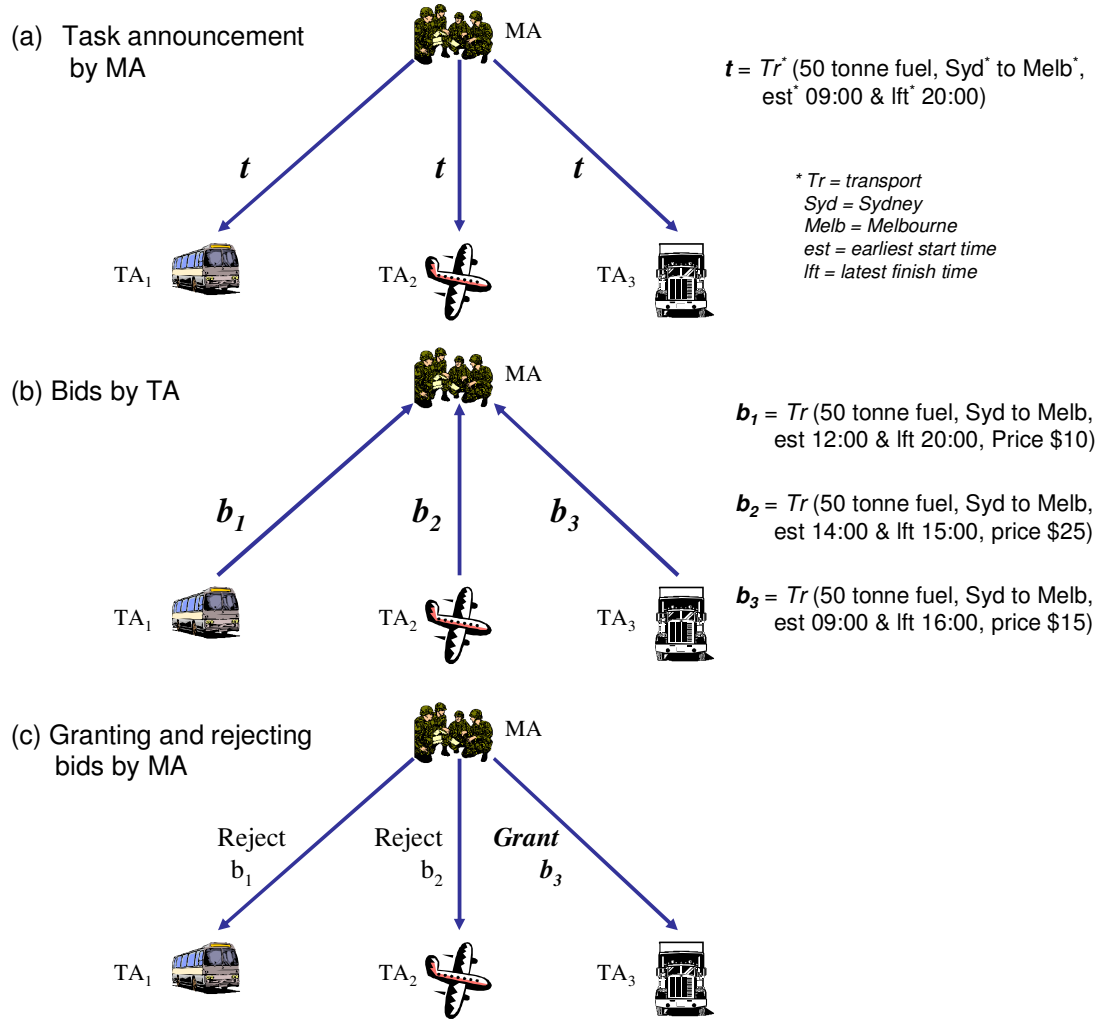 (a) Task announcement
by MA
MA
t = Tr* (50 tonne fuel, Syd* to Melb*,
est* 09:00 & lft* 20:00)
t
t
t
* Tr = transport
Syd = Sydney
Melb = Melbourne
est = earliest start time
lft = latest finish time
TA1
TA2
TA3
(b) Bids by TA
MA
b1 = Tr (50 tonne fuel, Syd to Melb,
est 12:00 & lft 20:00, Price $10)
b1
b2
b3
b2 = Tr (50 tonne fuel, Syd to Melb,
est 14:00 & lft 15:00, price $25)
b3 = Tr (50 tonne fuel, Syd to Melb,
est 09:00 & lft 16:00, price $15)
TA1
TA2
TA3
(c) Granting and rejecting
bids by MA
MA
Reject
b1
Reject
b2
Grant
b3
TA1
TA2
TA3